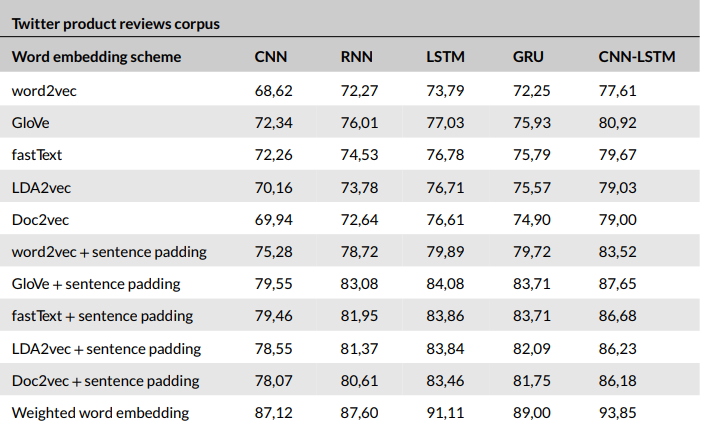 Twitter product reviews corpus
Word embedding scheme CNN RNN LSTM GRU CNN-LSTM
word2vec 68,62 72,27 73,79 72,25 77,61
GloVe 72,34 76,01 77,03 75,93 80,92
fastText 72,26 74,53 76,78 75,79 79,67
LDA2vec 70,16 73,78 76,71 75,57 79,03
Doc2vec 69,94 72,64 76,61 74,90 79,00
word2vec + sentence padding 75,28 78,72 79,89 79,72 83,52
GloVe + sentence padding 79,55 83,08 84,08 83,71 87,65
fastText + sentence padding 79,46 81,95 83,86 83,71 86,68
LDA2vec + sentence padding 78,55 81,37 83,84 82,09 86,23
Doc2vec + sentence padding 78,07 80,61 83,46 81,75 86,18
Weighted word embedding 87,12 87,60 91,11 89,00 93,85